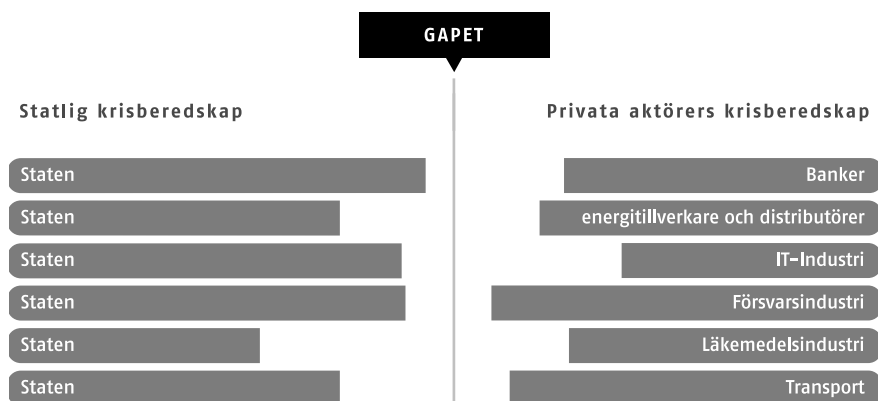 GAPET
Statlig krisberedskap
Privata aktörers krisberedskap
Staten
Banker
Staten
energitillverkare och distributörer
Staten
IT-Industri
Staten
Försvarsindustri
Staten
Läkemedelsindustri
Staten
Transport